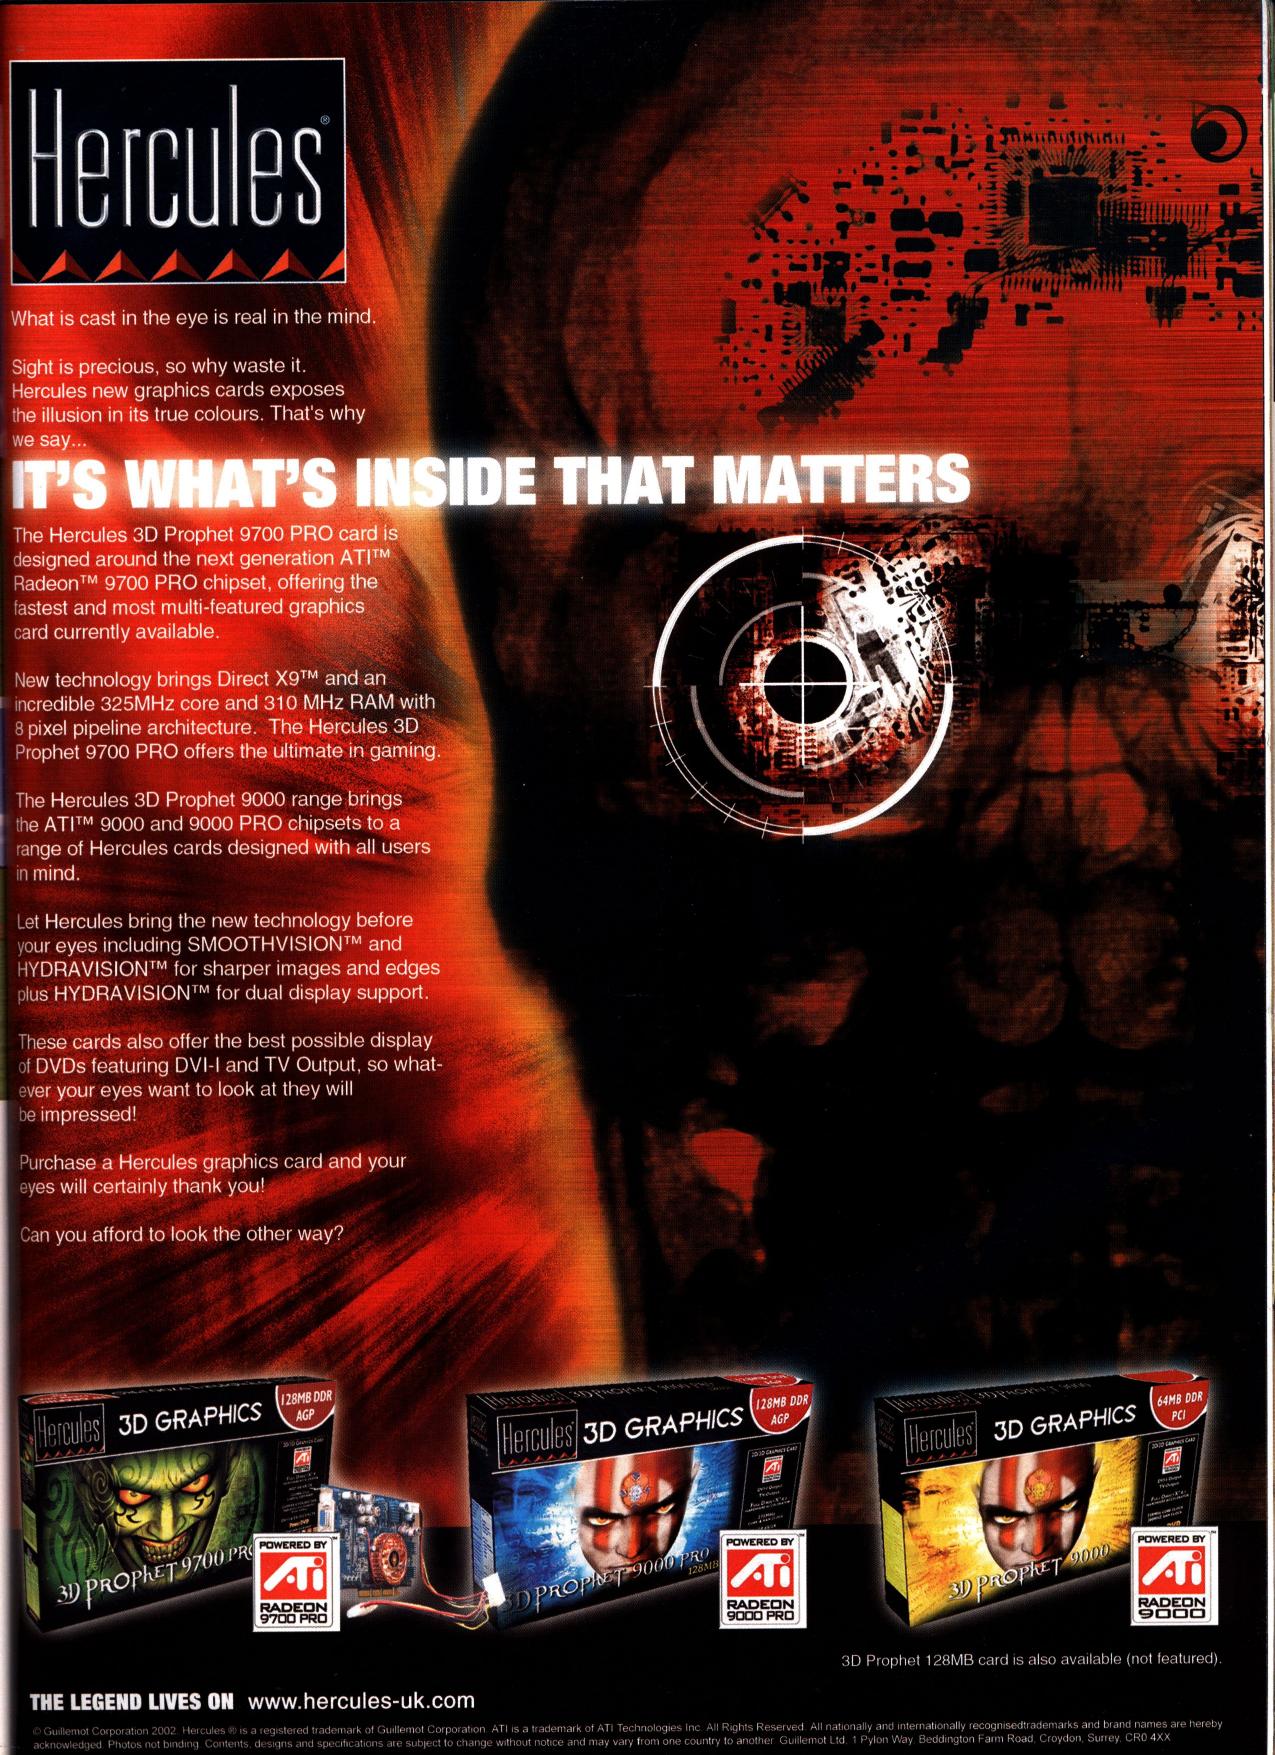 Hercules®
What is cast in the eye is real in the mind.
Sight is precious, so why waste it.
Hercules new graphics cards exposes
the illusion in its true colours. That's why
we say...
IT'S WHAT'S INSIDE THAT MATTERS
The Hercules 3D Prophet 9700 PRO card is
designed around the next generation ATI™
Radeon™ 9700 PRO chipset, offering the
fastest and most multi-featured graphics
card currently available.
New technology brings Direct X9™ and an
incredible 325MHz core and 310 MHz RAM with
8 pixel pipeline architecture. The Hercules 3D
Prophet 9700 PRO offers the ultimate in gaming.
The Hercules 3D Prophet 9000 range brings
the ATI™ 9000 and 9000 PRO chipsets to a
range of Hercules cards designed with all users
in mind.
Let Hercules bring the new technology before
your eyes including SMOOTHVISION™ and
HYDRAVISION™ for sharper images and edges
plus HYDRAVISION™ for dual display support.
These cards also offer the best possible display
of DVDs featuring DVI-I and TV Output, so what-
ever your eyes want to look at they will
be impressed!
Purchase a Hercules graphics card and your
eyes will certainly thank you!
Can you afford to look the other way?
Hercules
3D GRAPHICS
128MB DDR
AGP
3D PROPHET 9700 PRO
POWERED BY
ATI
RADEON
9700 PRO
Hercules
3D GRAPHICS
128MB DDR
AGP
3D PROPHET 9000 PRO
128MB
POWERED BY
ATI
RADEON
9000 PRO
Hercules
3D GRAPHICS
64MB DDR
PCI
3D PROPHET 9000
POWERED BY
ATI
RADEON
9000
3D Prophet 128MB card is also available (not featured).
THE LEGEND LIVES ON www.hercules-uk.com
© Guillemot Corporation 2002. Hercules ® is a registered trademark of Guillemot Corporation. ATI is a trademark of ATI Technologies Inc. All Rights Reserved. All nationally and internationally recognisedtrademarks and brand names are hereby
acknowledged. Photos not binding. Contents, designs and specifications are subject to change without notice and may vary from one country to another. Guillemot Ltd, 1 Pylon Way, Beddington Farm Road, Croydon, Surrey, CR0 4XX